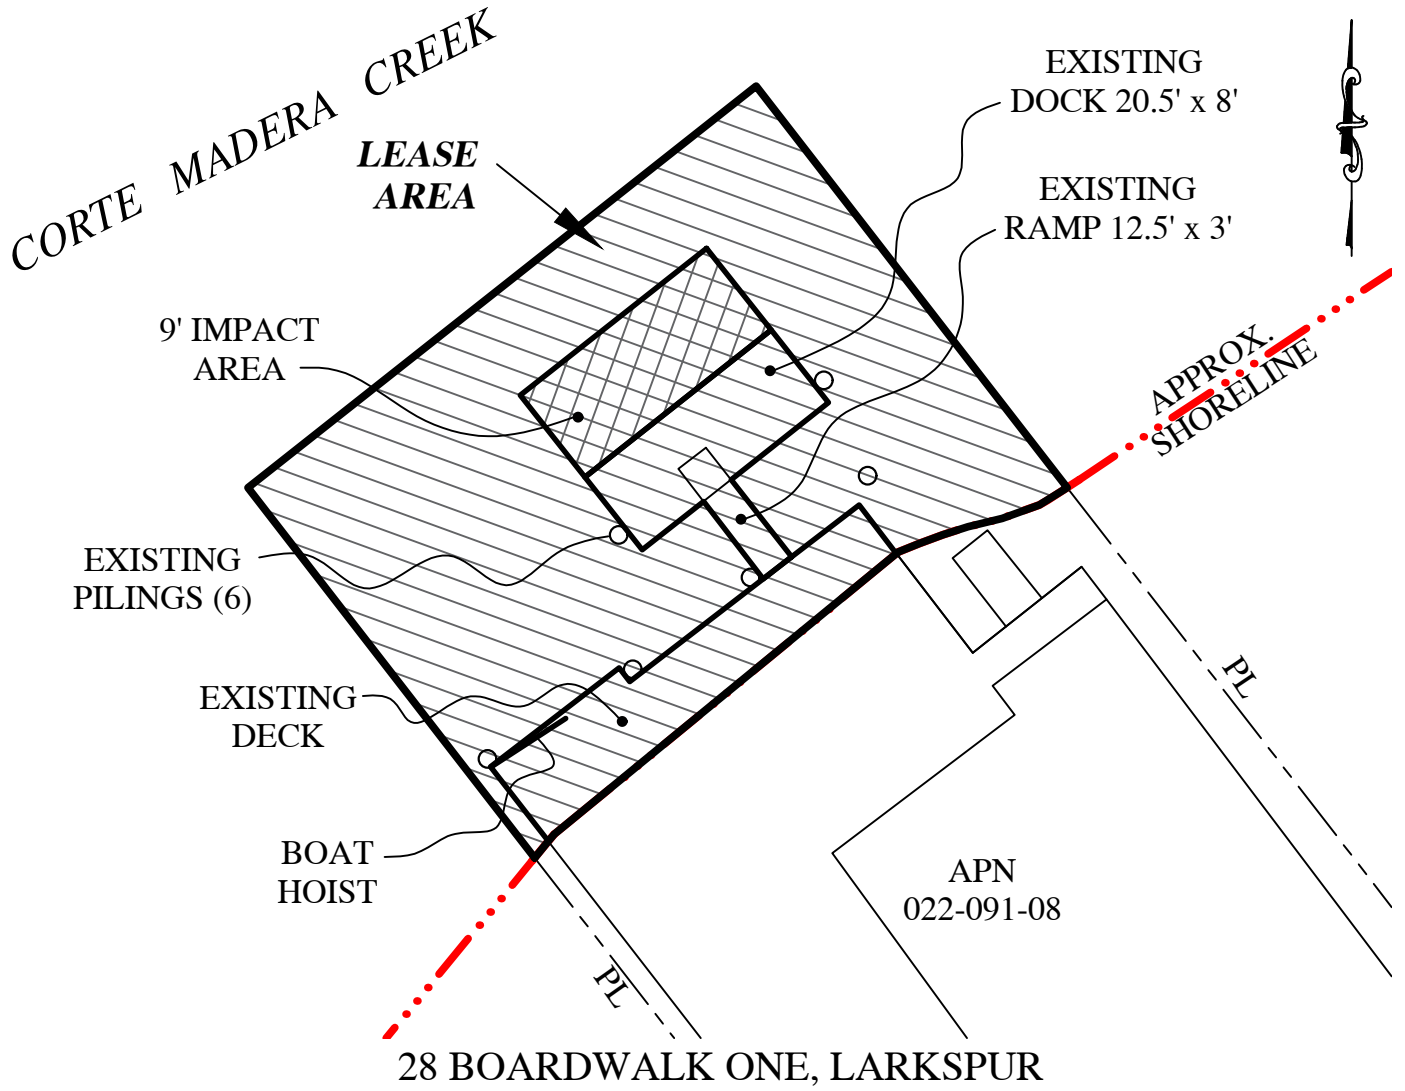 CORTE MADERA CREEK
EXISTING
DOCK 20.5' x 8'
LEASE
AREA
EXISTING
RAMP 12.5' x 3'
9' IMPACT
AREA
APPROX.
SHORELINE
EXISTING
PILINGS (6)
PL
EXISTING
DECK
BOAT
HOIST
APN
022-091-08
PL
28 BOARDWALK ONE, LARKSPUR